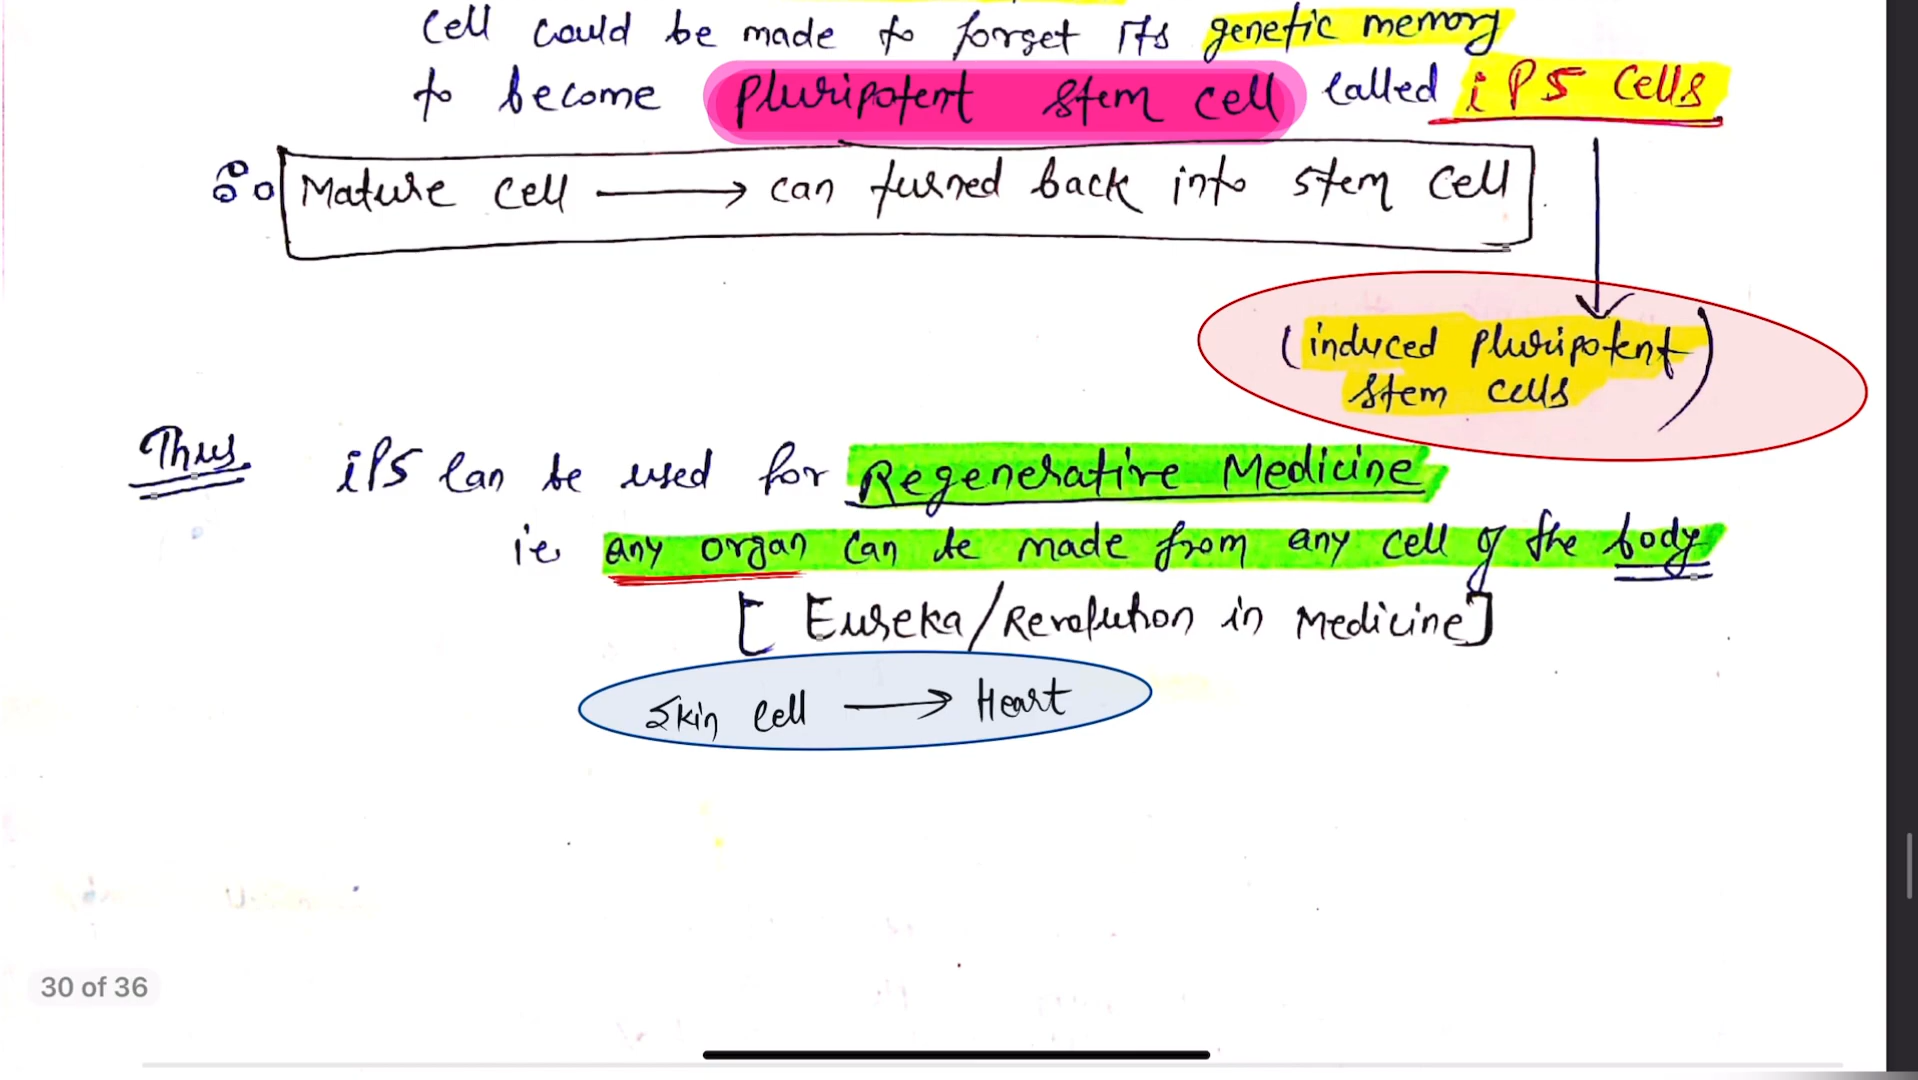 cell could be made to forget its genetic memory
to become pluripotent stem cell called iPS cells
∴ Mature cell ⟶ can turned back into stem cell
(induced pluripotent
stem cells)
Thus iPS can be used for Regenerative Medicine
i.e any organ can be made from any cell of the body
[Eureka/Revolution in Medicine]
Skin cell ⟶ Heart
30 of 36